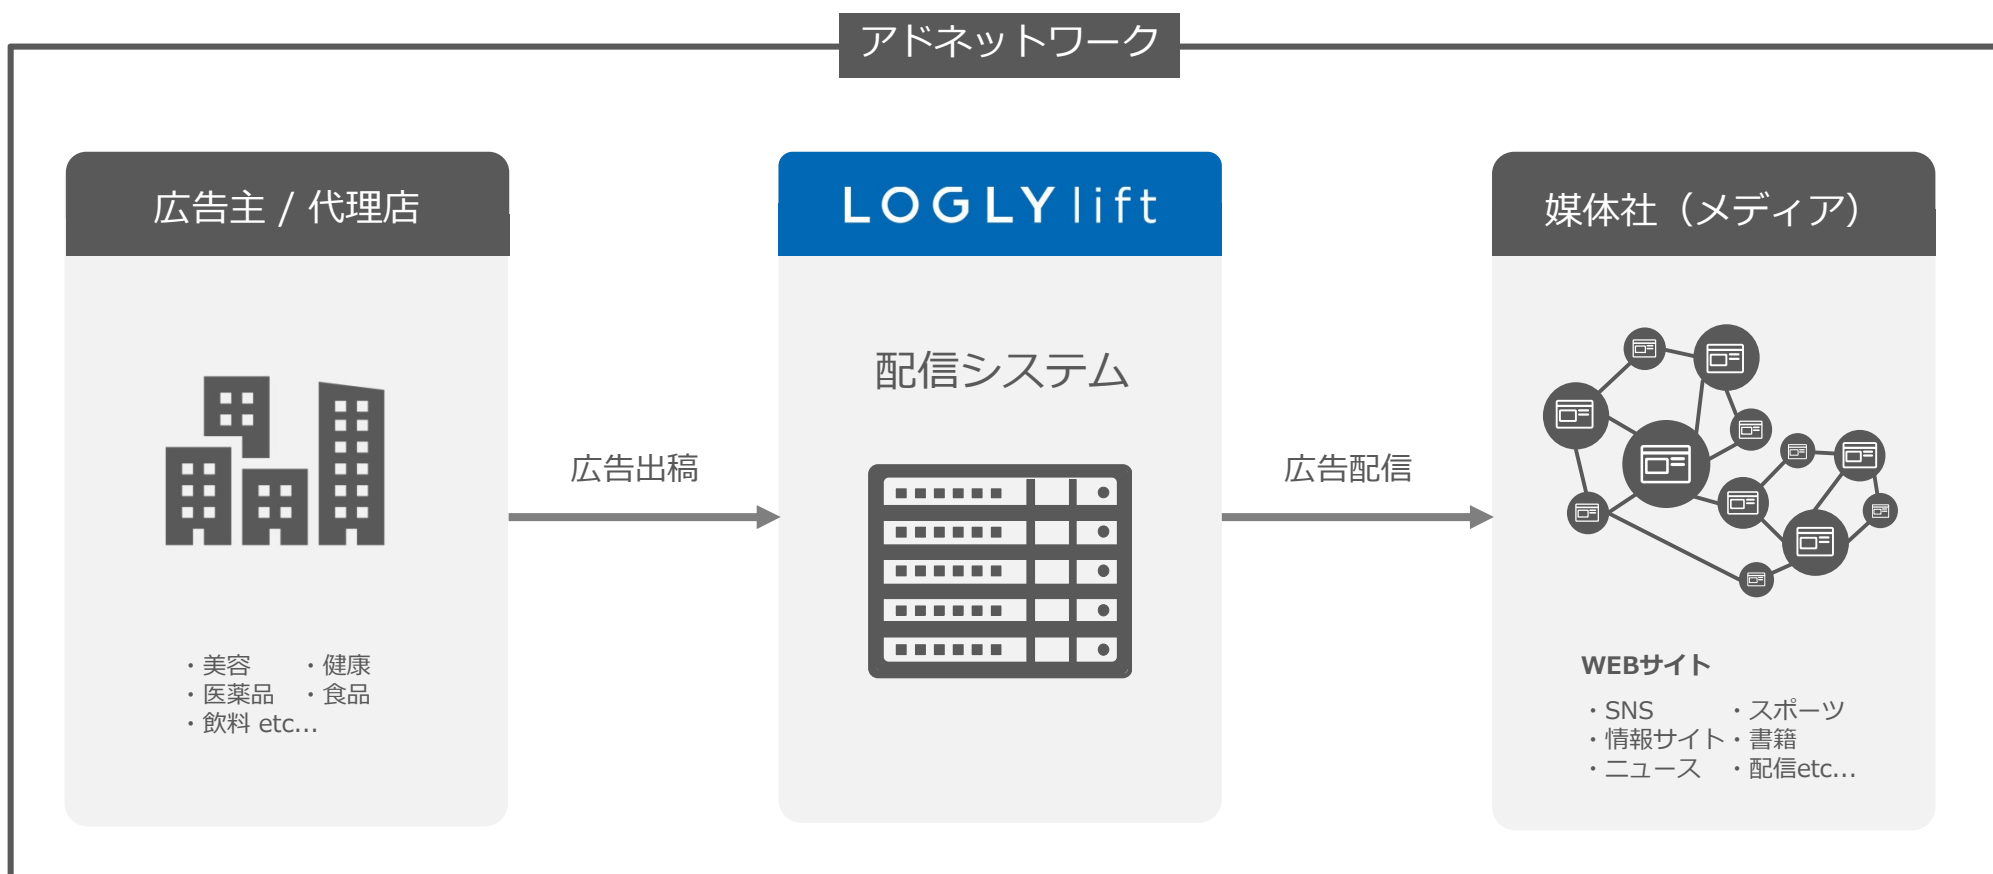 アドネットワーク
広告主 / 代理店
LOGLY lift
媒体社（メディア）
配信システム
広告出稿
広告配信
・美容　　・健康
・医薬品　・食品
・飲料 etc…
WEBサイト
・SNS　　　・スポーツ
・情報サイト・書籍
・ニュース　・配信etc…